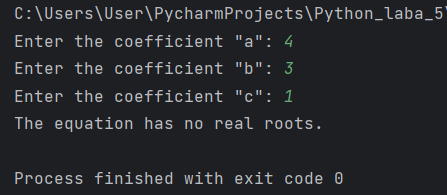 C:\Users\User\PycharmProjects\Python_laba_5\
Enter the coefficient "a": 4
Enter the coefficient "b": 3
Enter the coefficient "c": 1
The equation has no real roots.
Process finished with exit code 0